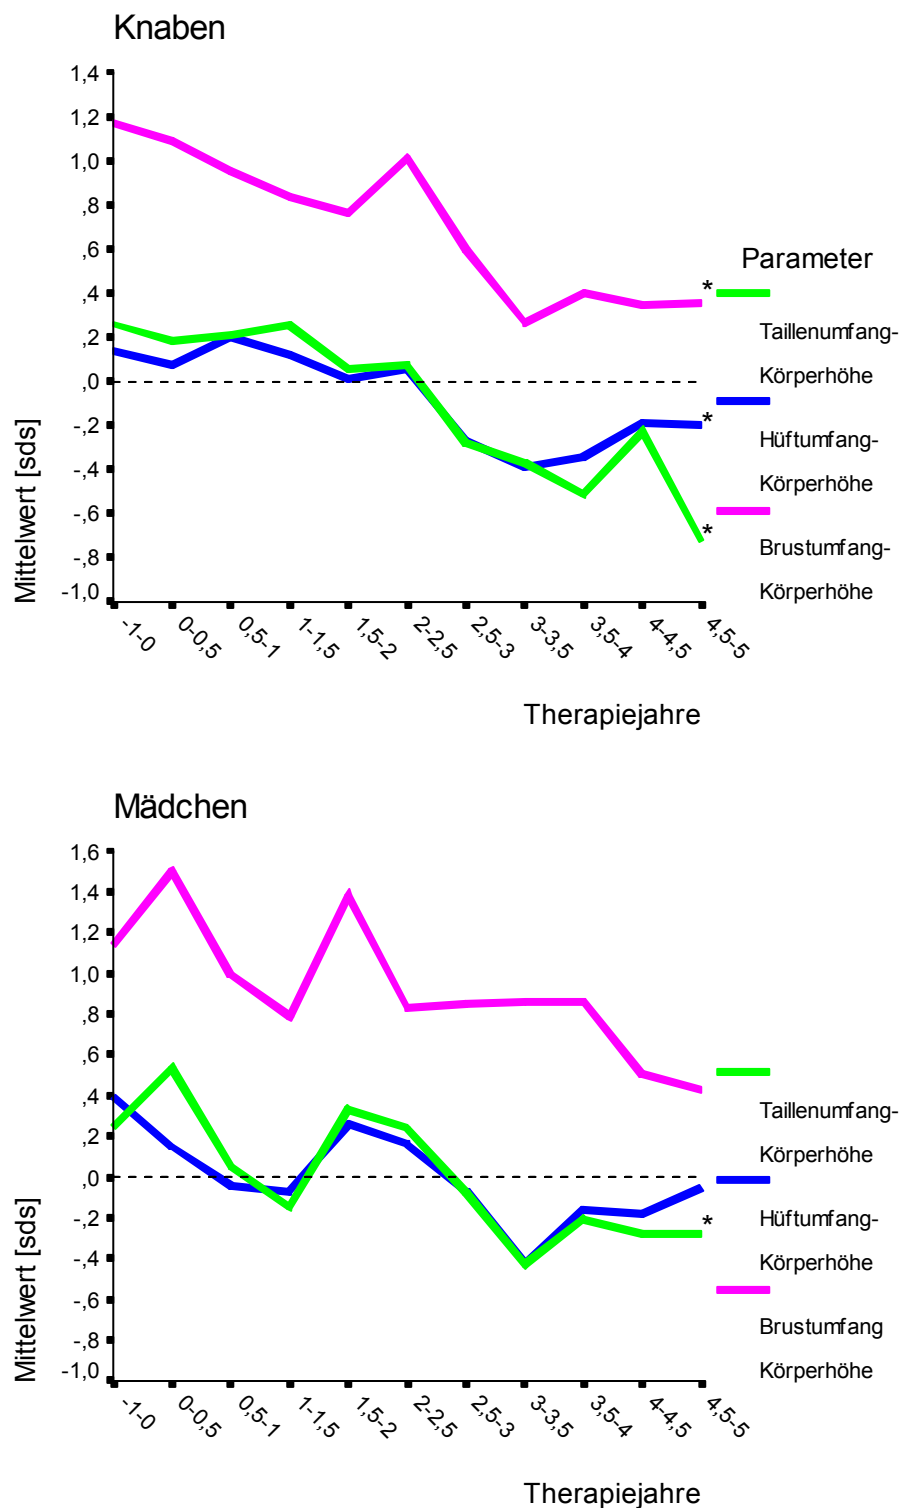 Knaben
1,4
1,2
1,0
,8
,6
,4
,2
,0
-,2
-,4
-,6
-,8
-1,0
Mittelwert [sds]
-1-0
0-0,5
0,5-1
1-1,5
1,5-2
2-2,5
2,5-3
3-3,5
3,5-4
4-4,5
4,5-5
Therapiejahre
*
*
*
Parameter
Taillenumfang-
Körperhöhe
Hüftumfang-
Körperhöhe
Brustumfang-
Körperhöhe
Mädchen
1,6
1,4
1,2
1,0
,8
,6
,4
,2
,0
-,2
-,4
-,6
-,8
-1,0
Mittelwert [sds]
-1-0
0-0,5
0,5-1
1-1,5
1,5-2
2-2,5
2,5-3
3-3,5
3,5-4
4-4,5
4,5-5
Therapiejahre
*
Taillenumfang-
Körperhöhe
Hüftumfang-
Körperhöhe
Brustumfang
Körperhöhe